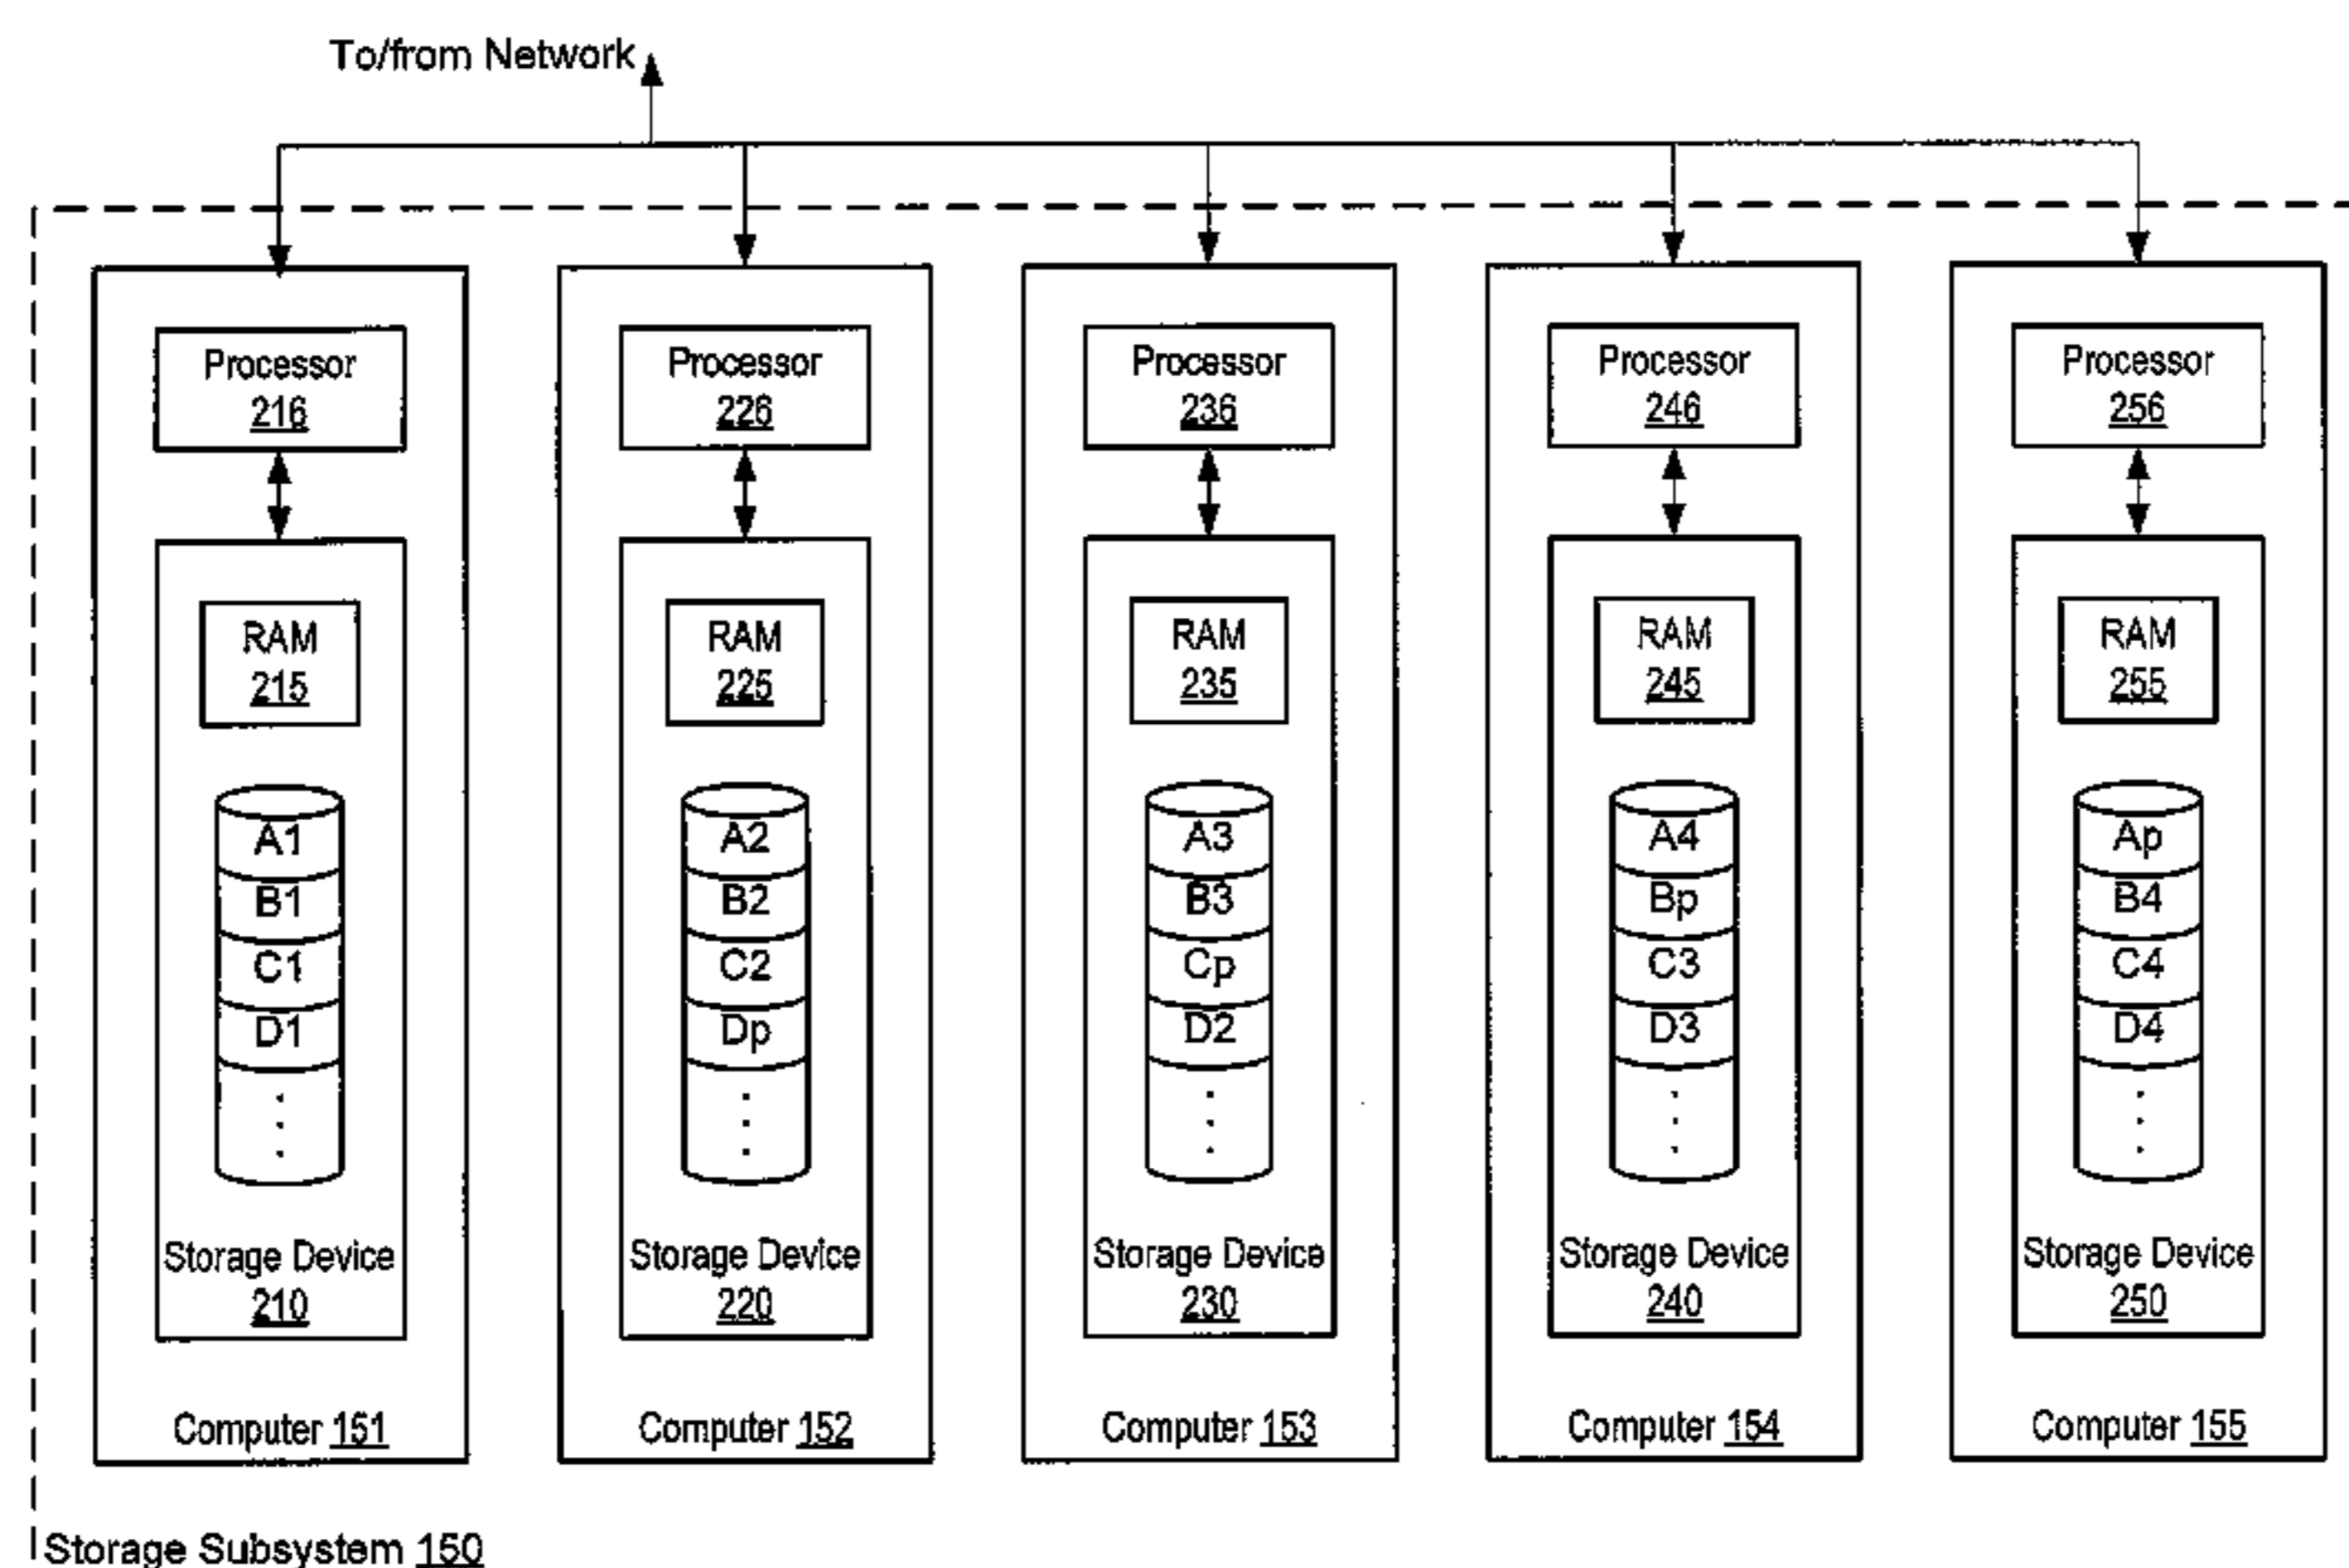 To/from Network
Processor
216
RAM
215
A1
B1
C1
D1
Storage Device
210
Computer 151
Processor
226
RAM
225
A2
B2
C2
Dp
Storage Device
220
Computer 152
Processor
236
RAM
235
A3
B3
Cp
D2
Storage Device
230
Computer 153
Processor
246
RAM
245
A4
Bp
C3
D3
Storage Device
240
Computer 154
Processor
256
RAM
255
Ap
B4
C4
D4
Storage Device
250
Computer 155
Storage Subsystem 150